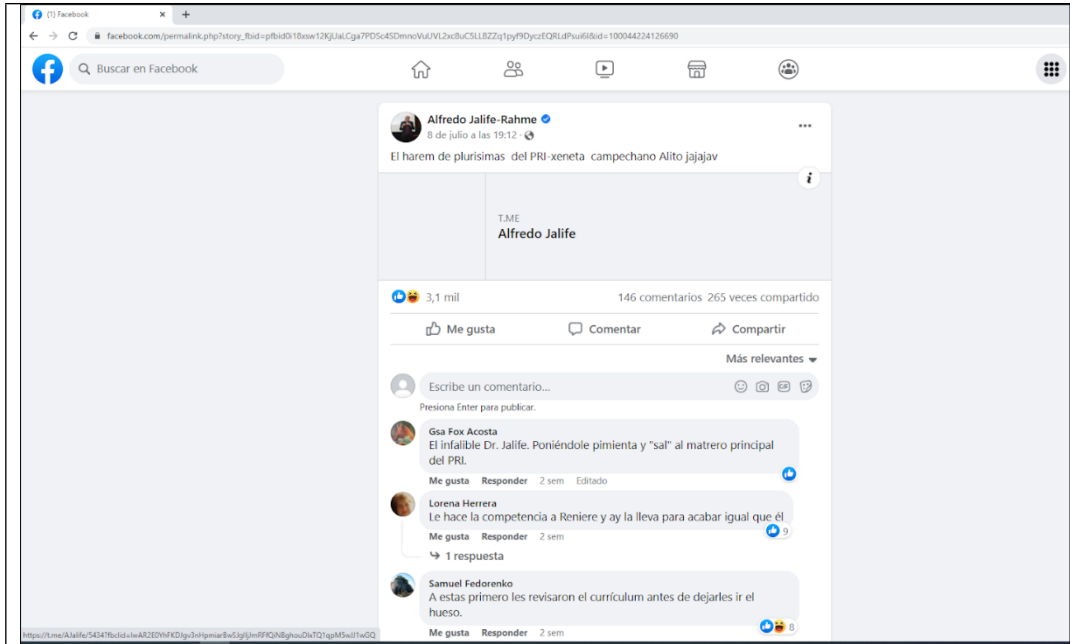 (1) Facebook
facebook.com/permalink.php?story_fbid=
Buscar en Facebook
Alfredo Jalife-Rahme
8 de julio a las 19:12 ·
El harem de plurisimas del PRI-xeneta campechano Alito jajajav
i
T.ME
Alfredo Jalife
3,1 mil
146 comentarios 265 veces compartido
Me gusta
Comentar
Compartir
Más relevantes
Escribe un comentario...
GIF
Presiona Enter para publicar.
Gsa Fox Acosta
El infalible Dr. Jalife. Poniéndole pimienta y "sal" al matrero principal
del PRI.
Me gusta Responder 2 sem Editado
Lorena Herrera
Le hace la competencia a Reniere y ay la lleva para acabar igual que él
9
Me gusta Responder 2 sem
1 respuesta
Samuel Fedorenko
A estas primero les revisaron el currículum antes de dejarles ir el
hueso.
8
Me gusta Responder 2 sem